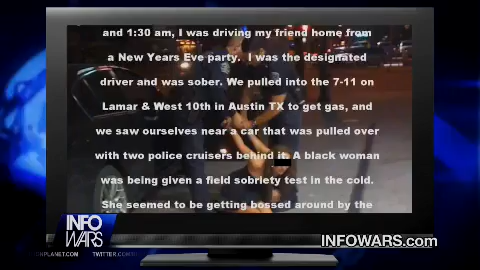 and 1:30 am, I was driving my friend home from
a New Years Eve party. I was the designated
driver and was sober. We pulled into the 7-11 on
Lamar & West 10th in Austin TX to get gas, and
we saw ourselves near a car that was pulled over
with two police cruisers behind it. A black woman
was being given a field sobriety test in the cold.
She seemed to be getting bossed around by the
INFO
WARS
INFOWARS.com
PLANET.COM TWITTER.COM